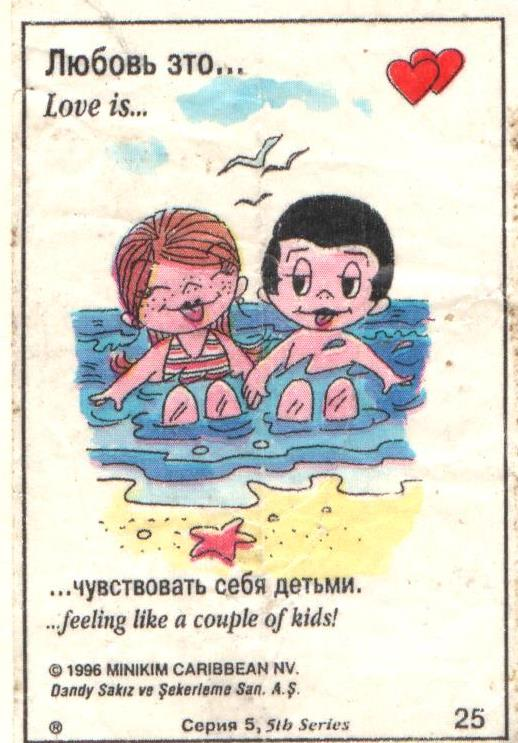 Любовь зто...
Love is...
...чувствовать себя детьми.
...feeling like a couple of kids!
© 1996 MINIKIM CARIBBEAN NV.
Dandy Sakız ve Şekerleme San. A.Ş.
® Серия 5, 5th Series 25